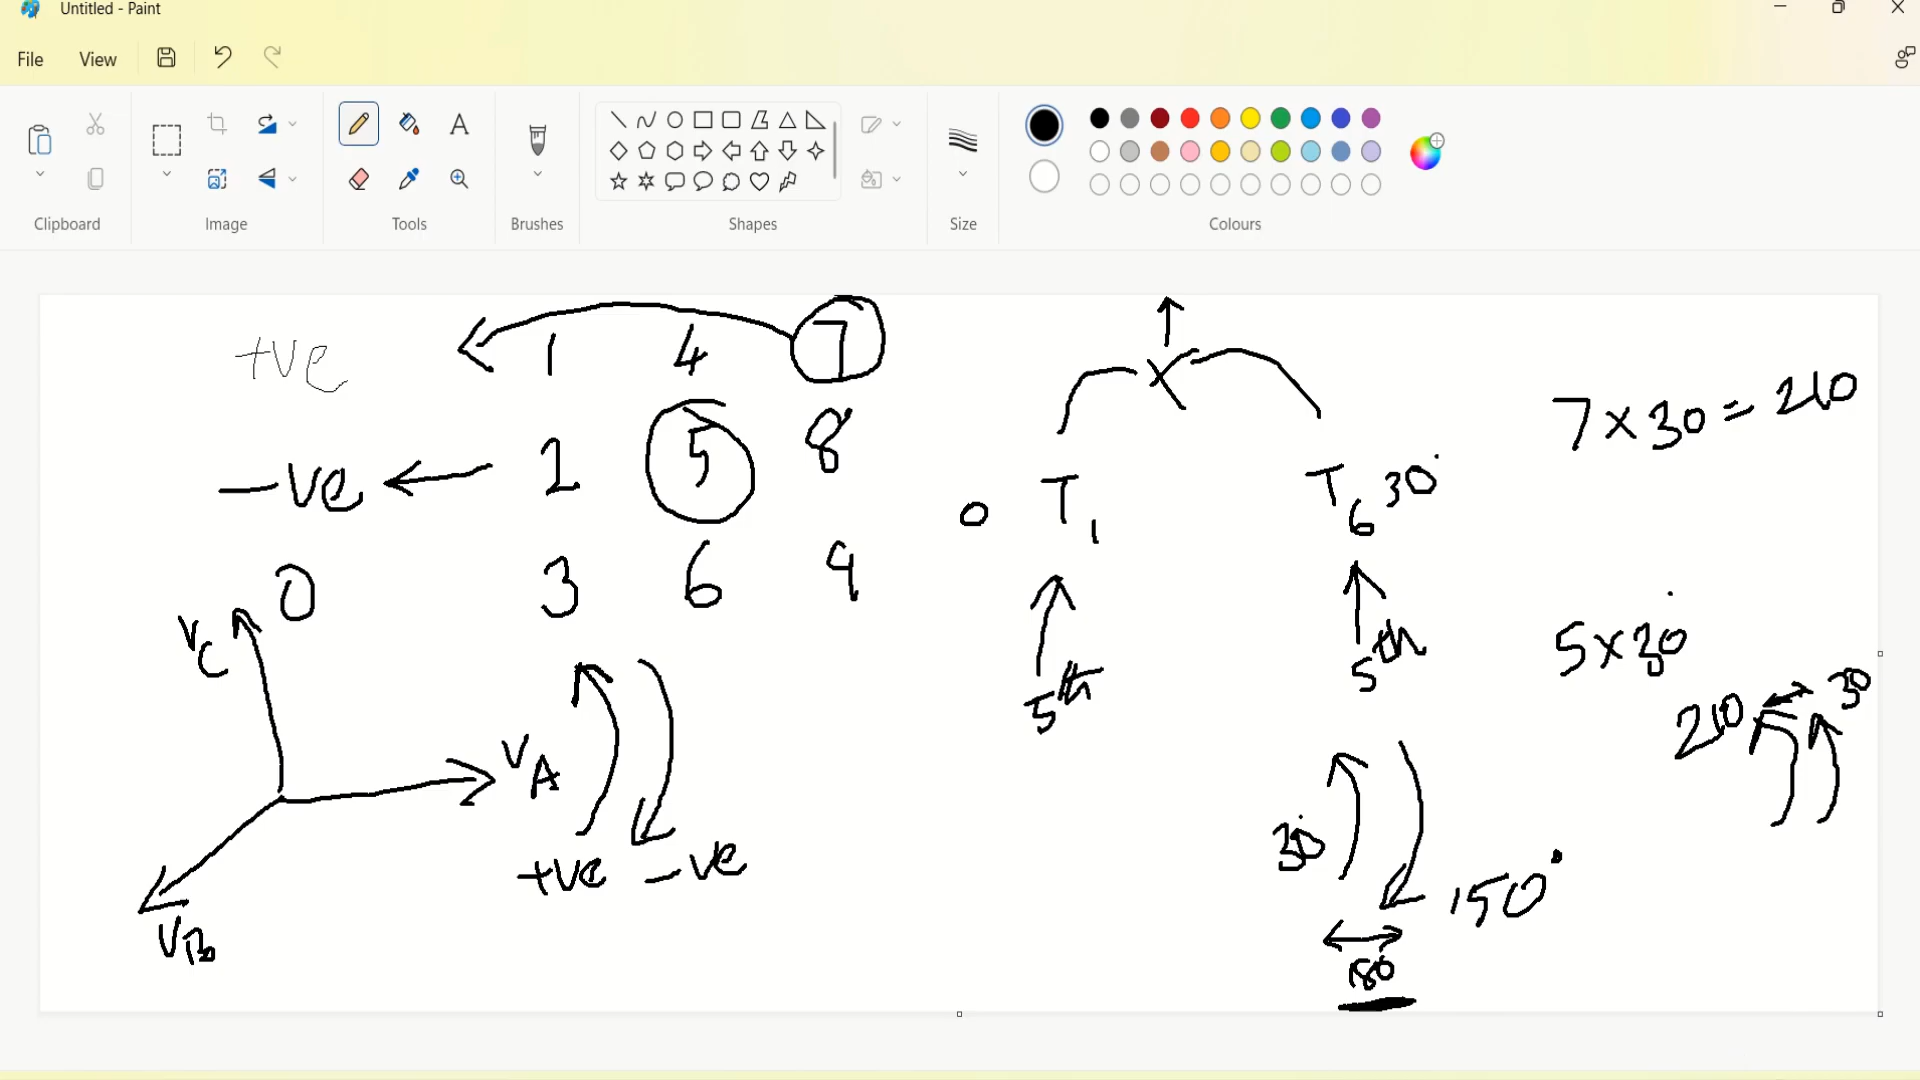 Untitled - Paint
File View
Clipboard Image Tools Brushes Shapes Size Colours
+ve 1 4 7
-ve 2 5 8
0 3 6 9
VC
VA
VB
+ve -ve
X
0 T1 T6 30°
5th 5th
30° 150°
180
7 x 30 = 210
5 x 30°
210 30